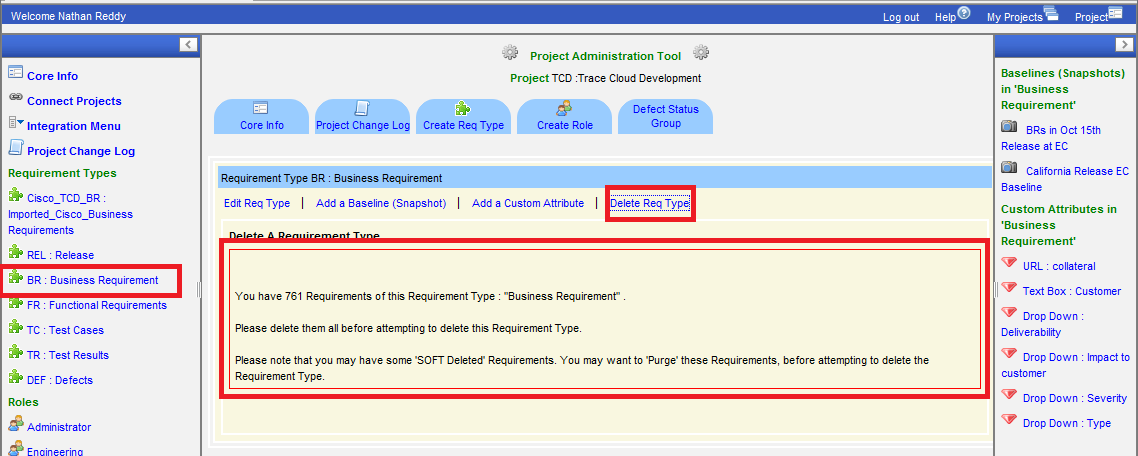 Welcome Nathan Reddy
Log out
Help
My Projects
Project
Core Info
Connect Projects
Integration Menu
Project Change Log
Requirement Types
Cisco_TCD_BR :
Imported_Cisco_Business
Requirements
REL : Release
BR : Business Requirement
FR : Functional Requirements
TC : Test Cases
TR : Test Results
DEF : Defects
Roles
Administrator
Engineering
Project Administration Tool
Project TCD :Trace Cloud Development
Core Info
Project Change Log
Create Req Type
Create Role
Defect Status
Group
Requirement Type BR : Business Requirement
Edit Req Type | Add a Baseline (Snapshot) | Add a Custom Attribute | Delete Req Type
Delete A Requirement Type
You have 761 Requirements of this Requirement Type : "Business Requirement" .
Please delete them all before attempting to delete this Requirement Type.
Please note that you may have some 'SOFT Deleted' Requirements. You may want to 'Purge' these Requirements, before attempting to delete the
Requirement Type.
Baselines (Snapshots)
in 'Business
Requirement'
BRs in Oct 15th
Release at EC
California Release EC
Baseline
Custom Attributes in
'Business
Requirement'
URL : collateral
Text Box : Customer
Drop Down :
Deliverability
Drop Down : Impact to
customer
Drop Down : Severity
Drop Down : Type